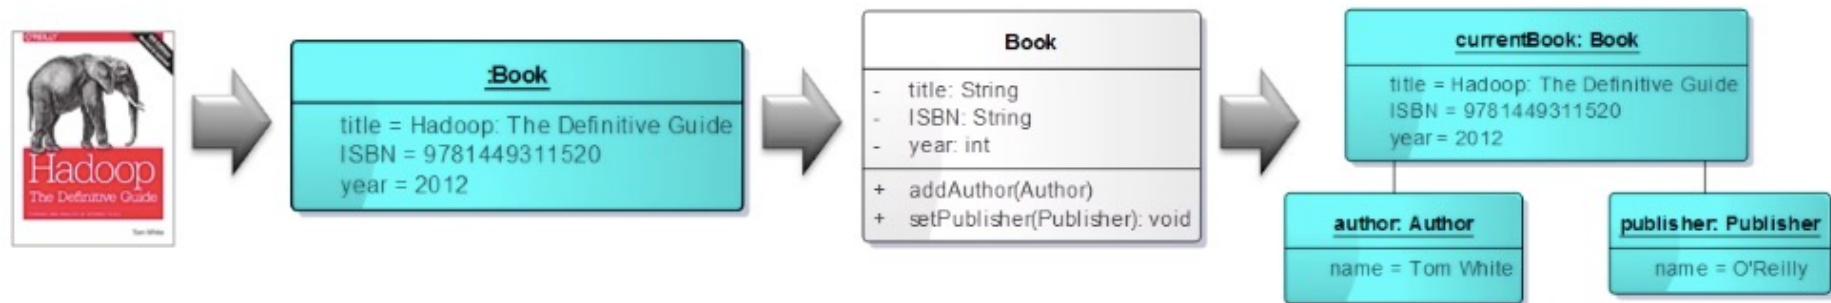 O'REILLY
Hadoop
The Definitive Guide
Tom White
:Book
title = Hadoop: The Definitive Guide
ISBN = 9781449311520
year = 2012
Book
- title: String
- ISBN: String
- year: int
+ addAuthor(Author)
+ setPublisher(Publisher): void
currentBook: Book
title = Hadoop: The Definitive Guide
ISBN = 9781449311520
year = 2012
author: Author
name = Tom White
publisher: Publisher
name = O'Reilly